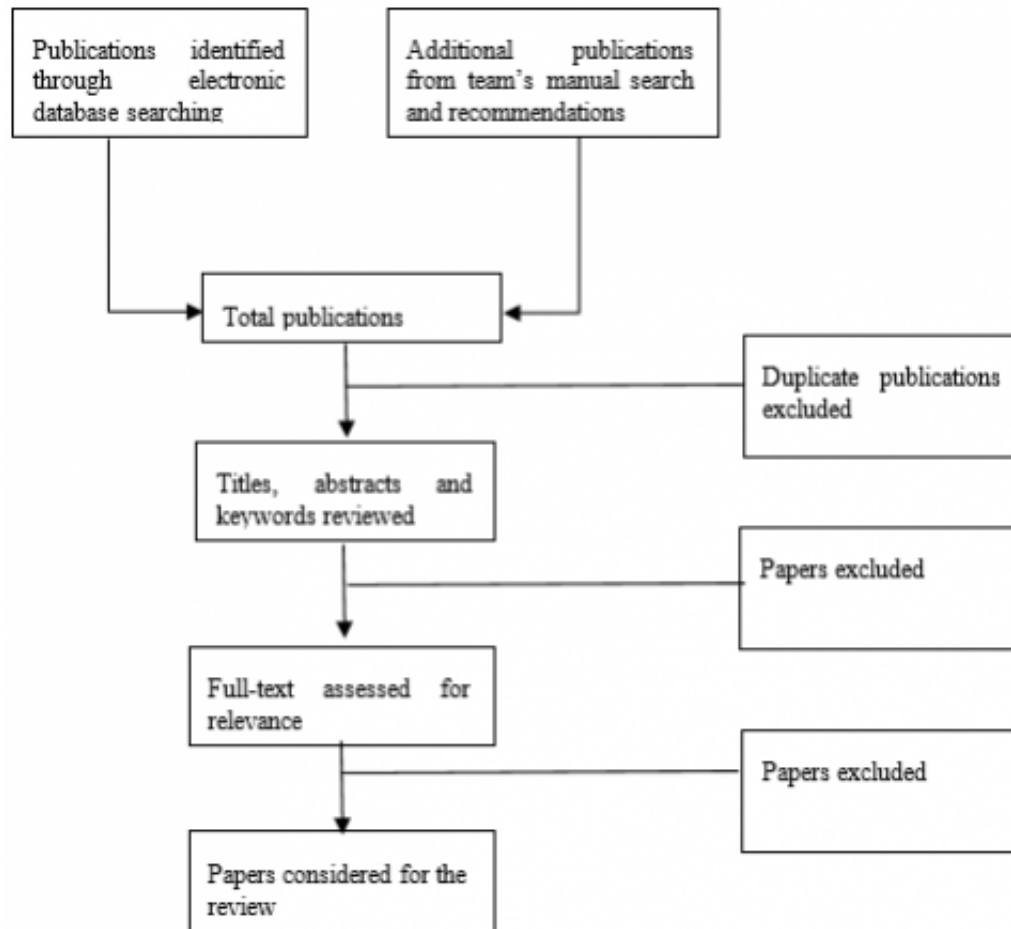 Publications identified
through electronic
database searching
Additional publications
from team's manual search
and recommendations
Total publications
Duplicate publications
excluded
Titles, abstracts and
keywords reviewed
Papers excluded
Full-text assessed for
relevance
Papers excluded
Papers considered for the
review